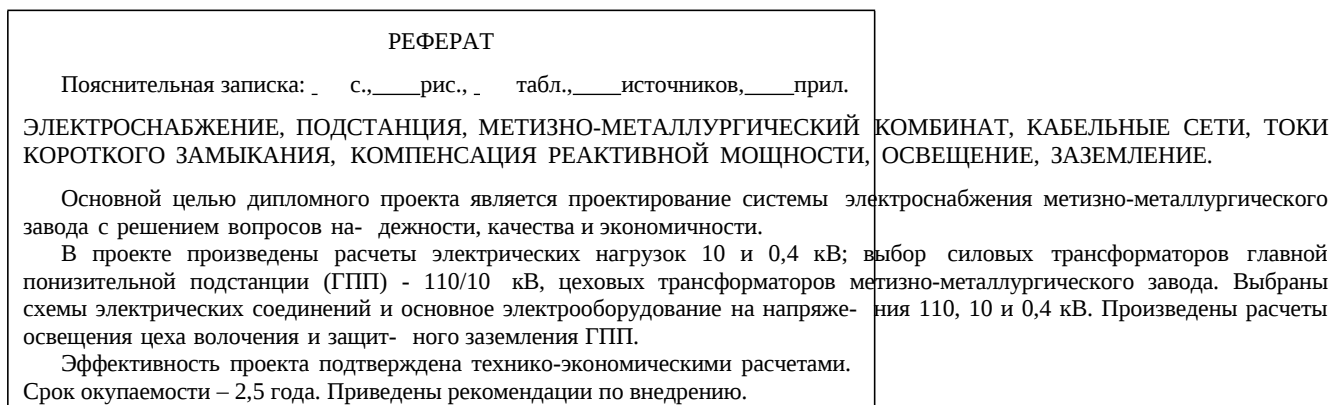 РЕФЕРАТ
Пояснительная записка: _ с.,____рис., _ табл.,____источников,____прил.
ЭЛЕКТРОСНАБЖЕНИЕ, ПОДСТАНЦИЯ, МЕТИЗНО-МЕТАЛЛУРГИЧЕСКИЙ КОМБИНАТ, КАБЕЛЬНЫЕ СЕТИ, ТОКИ
КОРОТКОГО ЗАМЫКАНИЯ, КОМПЕНСАЦИЯ РЕАКТИВНОЙ МОЩНОСТИ, ОСВЕЩЕНИЕ, ЗАЗЕМЛЕНИЕ.
Основной целью дипломного проекта является проектирование системы электроснабжения метизно-металлургического
завода с решением вопросов на- дежности, качества и экономичности.
В проекте произведены расчеты электрических нагрузок 10 и 0,4 кВ; выбор силовых трансформаторов главной
понизительной подстанции (ГПП) - 110/10 кВ, цеховых трансформаторов метизно-металлургического завода. Выбраны
схемы электрических соединений и основное электрооборудование на напряже- ния 110, 10 и 0,4 кВ. Произведены расчеты
освещения цеха волочения и защит- ного заземления ГПП.
Эффективность проекта подтверждена технико-экономическими расчетами.
Срок окупаемости – 2,5 года. Приведены рекомендации по внедрению.